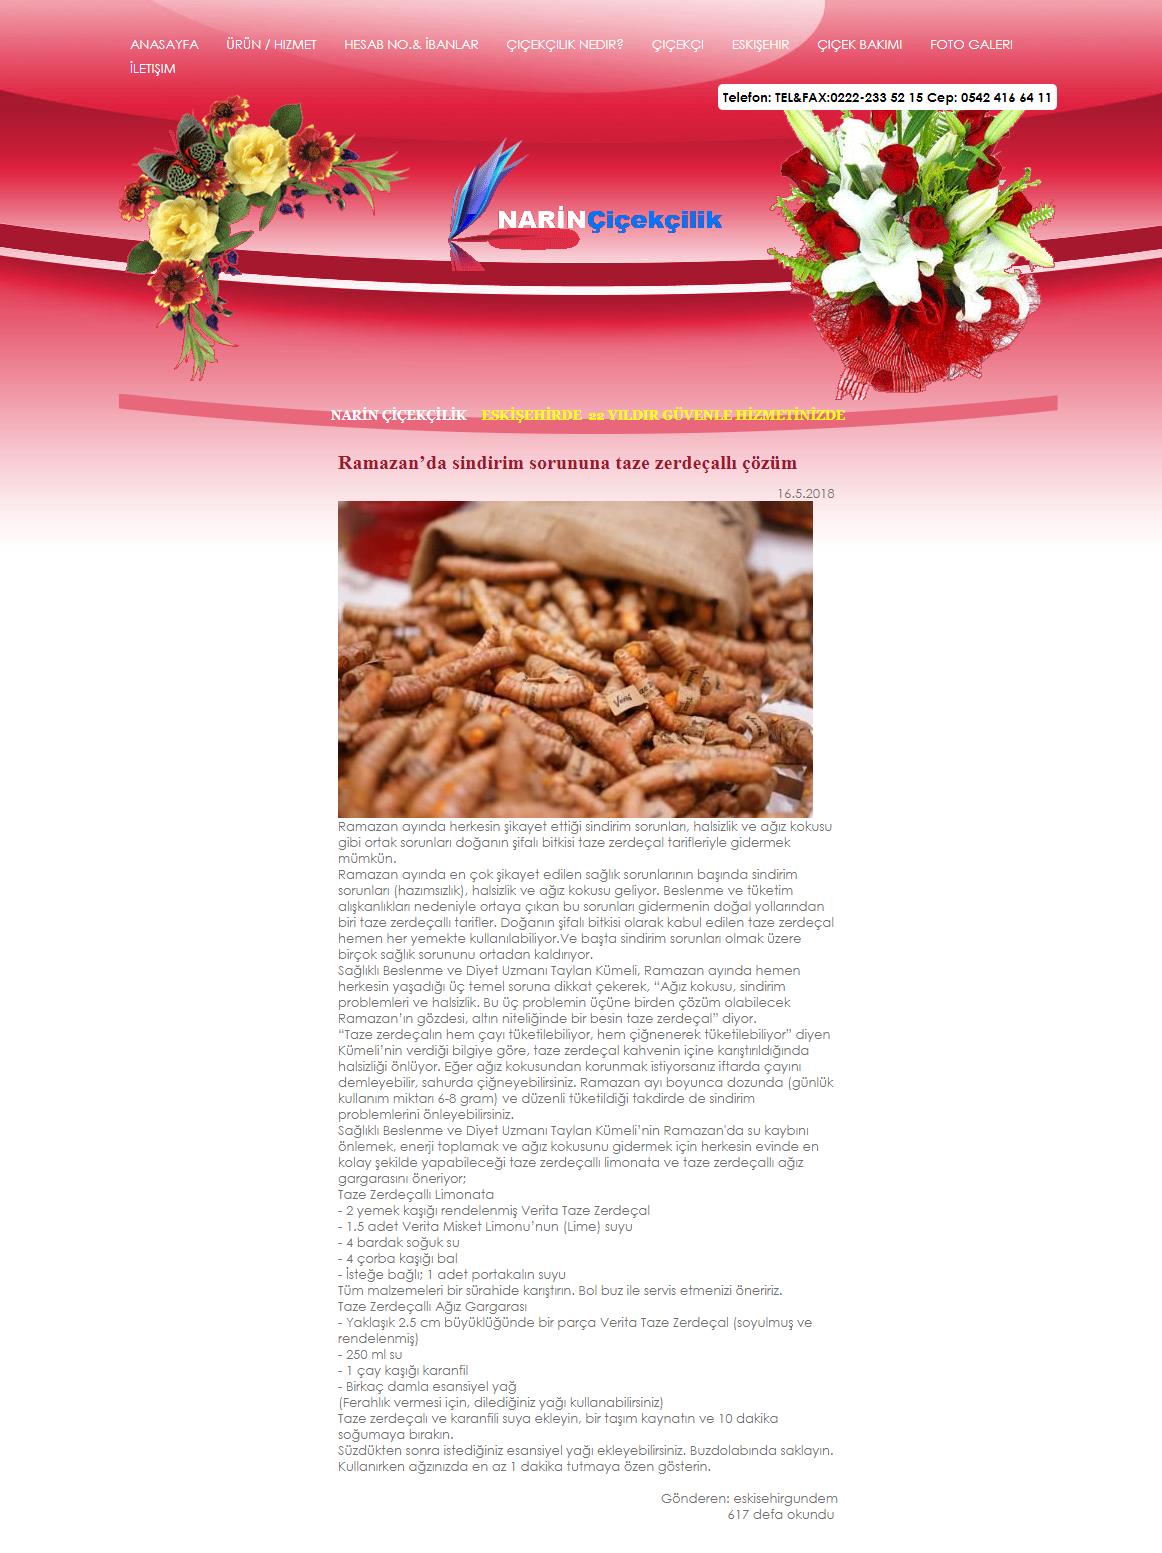 ANASAYFA ÜRÜN / HIZMET HESAB NO.& İBANLAR ÇIÇEKÇILIK NEDIR? ÇIÇEKÇI ESKIŞEHIR ÇIÇEK BAKIMI FOTO GALERI
İLETIŞIM
Telefon: TEL&FAX:0222-233 52 15 Cep: 0542 416 64 11
NARİNÇiçekçilik
NARİN ÇİÇEKÇİLİK ESKİŞEHİRDE 22 YILDIR GÜVENLE HİZMETİNİZDE
Ramazan’da sindirim sorununa taze zerdeçallı çözüm
16.5.2018
Ramazan ayında herkesin şikayet ettiği sindirim sorunları, halsizlik ve ağız kokusu
gibi ortak sorunları doğanın şifalı bitkisi taze zerdeçal tarifleriyle gidermek
mümkün.
Ramazan ayında en çok şikayet edilen sağlık sorunlarının başında sindirim
sorunları (hazımsızlık), halsizlik ve ağız kokusu geliyor. Beslenme ve tüketim
alışkanlıkları nedeniyle ortaya çıkan bu sorunları gidermenin doğal yollarından
biri taze zerdeçallı tarifler. Doğanın şifalı bitkisi olarak kabul edilen taze zerdeçal
hemen her yemekte kullanılabiliyor.Ve başta sindirim sorunları olmak üzere
birçok sağlık sorununu ortadan kaldırıyor.
Sağlıklı Beslenme ve Diyet Uzmanı Taylan Kümeli, Ramazan ayında hemen
herkesin yaşadığı üç temel soruna dikkat çekerek, “Ağız kokusu, sindirim
problemleri ve halsizlik. Bu üç problemin üçüne birden çözüm olabilecek
Ramazan’ın gözdesi, altın niteliğinde bir besin taze zerdeçal” diyor.
“Taze zerdeçalın hem çayı tüketilebiliyor, hem çiğnenerek tüketilebiliyor” diyen
Kümeli’nin verdiği bilgiye göre, taze zerdeçal kahvenin içine karıştırıldığında
halsizliği önlüyor. Eğer ağız kokusundan korunmak istiyorsanız iftarda çayını
demleyebilir, sahurda çiğneyebilirsiniz. Ramazan ayı boyunca dozunda (günlük
kullanım miktarı 6-8 gram) ve düzenli tüketildiği takdirde de sindirim
problemlerini önleyebilirsiniz.
Sağlıklı Beslenme ve Diyet Uzmanı Taylan Kümeli’nin Ramazan'da su kaybını
önlemek, enerji toplamak ve ağız kokusunu gidermek için herkesin evinde en
kolay şekilde yapabileceği taze zerdeçallı limonata ve taze zerdeçallı ağız
gargarasını öneriyor;
Taze Zerdeçallı Limonata
- 2 yemek kaşığı rendelenmiş Verita Taze Zerdeçal
- 1.5 adet Verita Misket Limonu’nun (Lime) suyu
- 4 bardak soğuk su
- 4 çorba kaşığı bal
- İsteğe bağlı; 1 adet portakalın suyu
Tüm malzemeleri bir sürahide karıştırın. Bol buz ile servis etmenizi öneririz.
Taze Zerdeçallı Ağız Gargarası
- Yaklaşık 2.5 cm büyüklüğünde bir parça Verita Taze Zerdeçal (soyulmuş ve
rendelenmiş)
- 250 ml su
- 1 çay kaşığı karanfil
- Birkaç damla esansiyel yağ
(Ferahlık vermesi için, dilediğiniz yağı kullanabilirsiniz)
Taze zerdeçalı ve karanfili suya ekleyin, bir taşım kaynatın ve 10 dakika
soğumaya bırakın.
Süzdükten sonra istediğiniz esansiyel yağı ekleyebilirsiniz. Buzdolabında saklayın.
Kullanırken ağzınızda en az 1 dakika tutmaya özen gösterin.
Gönderen: eskisehirgundem
617 defa okundu